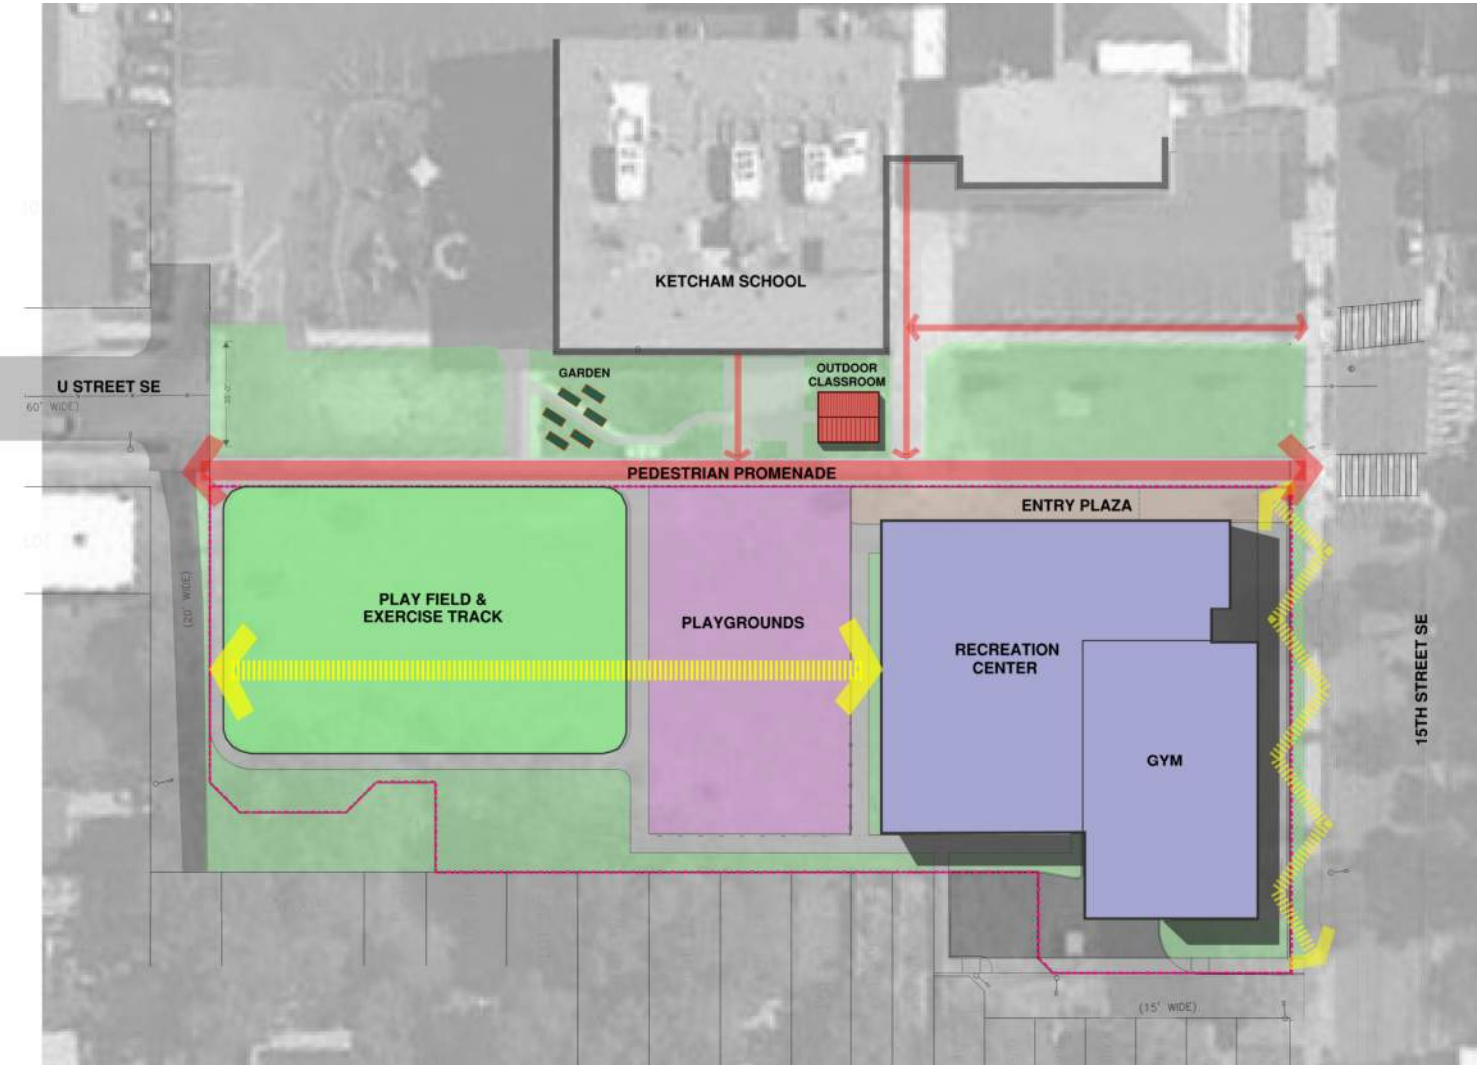 KETCHAM SCHOOL
GARDEN
OUTDOOR
CLASSROOM
U STREET SE
60' WIDE)
PEDESTRIAN PROMENADE
ENTRY PLAZA
(20' WIDE)
PLAY FIELD &
EXERCISE TRACK
PLAYGROUNDS
RECREATION
CENTER
15TH STREET SE
GYM
(15' WIDE)